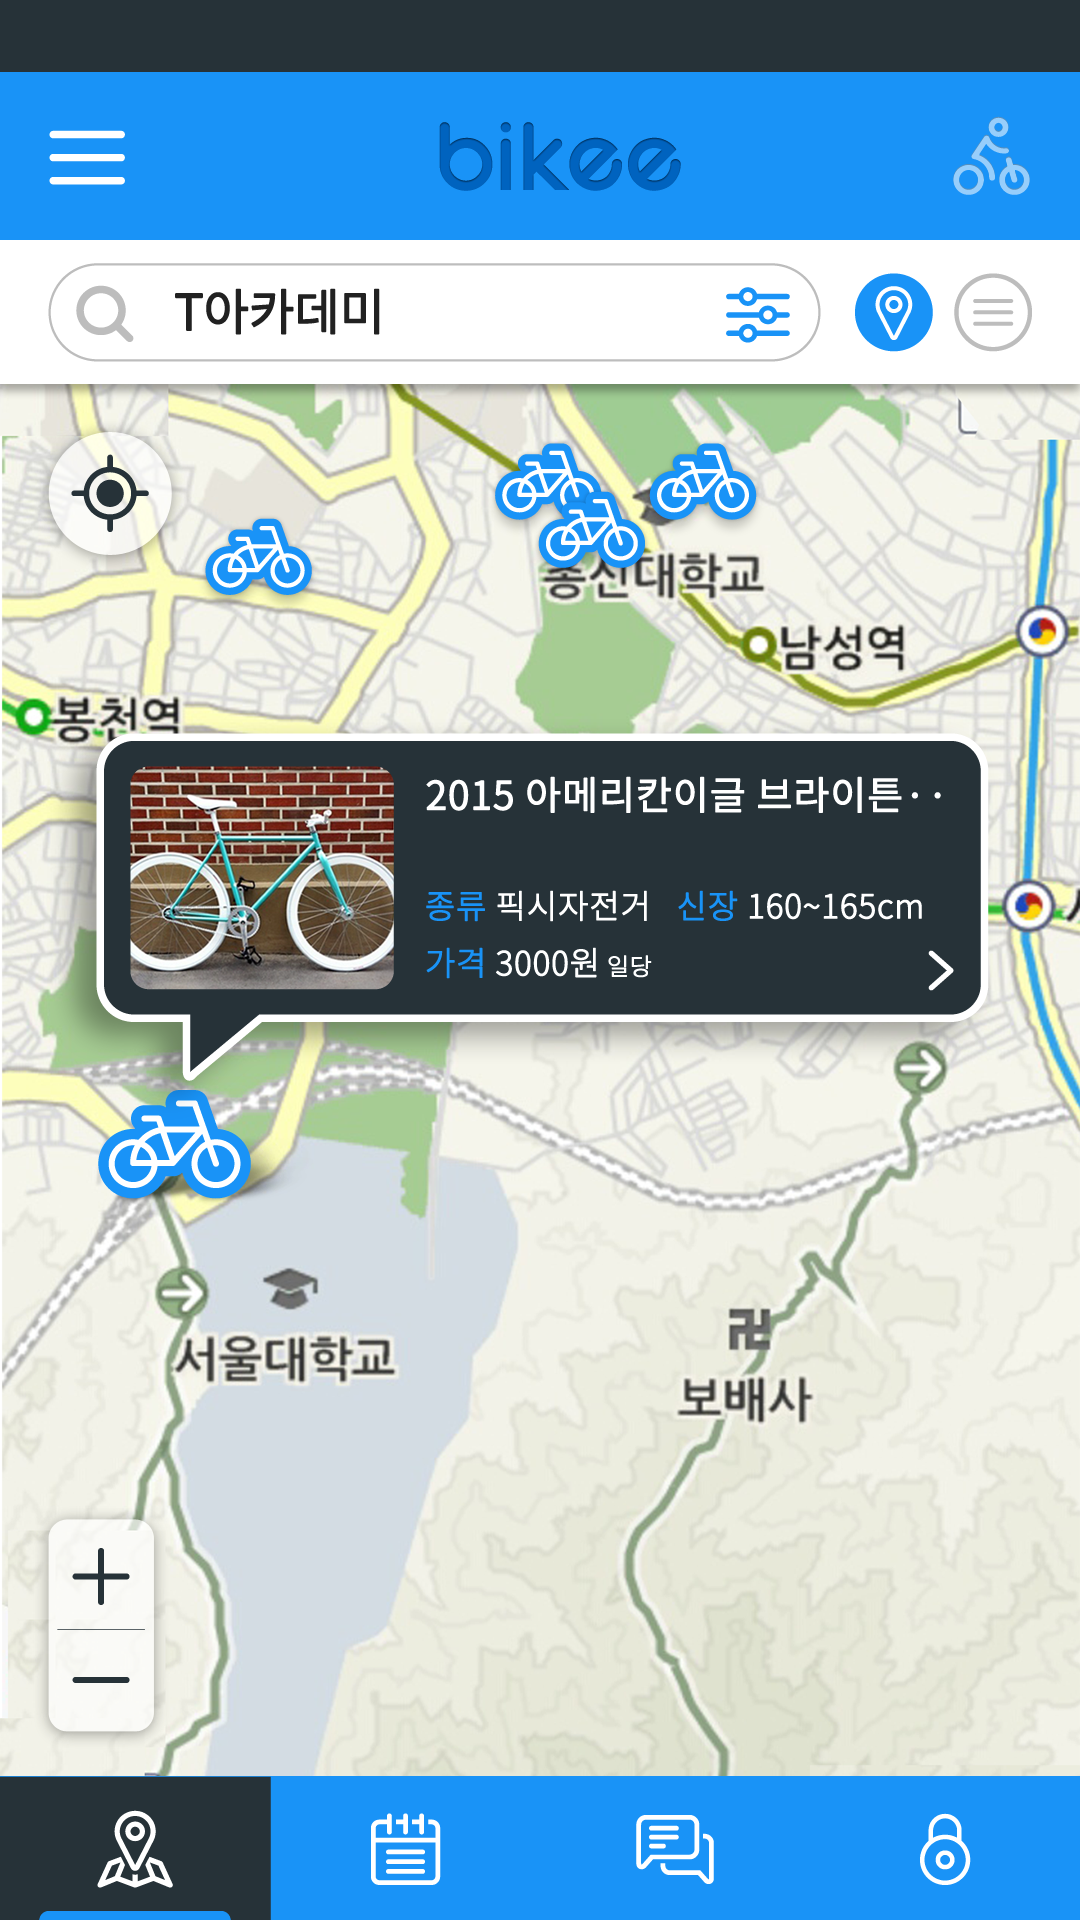 bikee
T아카데미
총신대학교
남성역
봉천역
2015 아메리칸이글 브라이튼··
종류 픽시자전거 신장 160~165cm
가격 3000원 일당
서울대학교
보배사